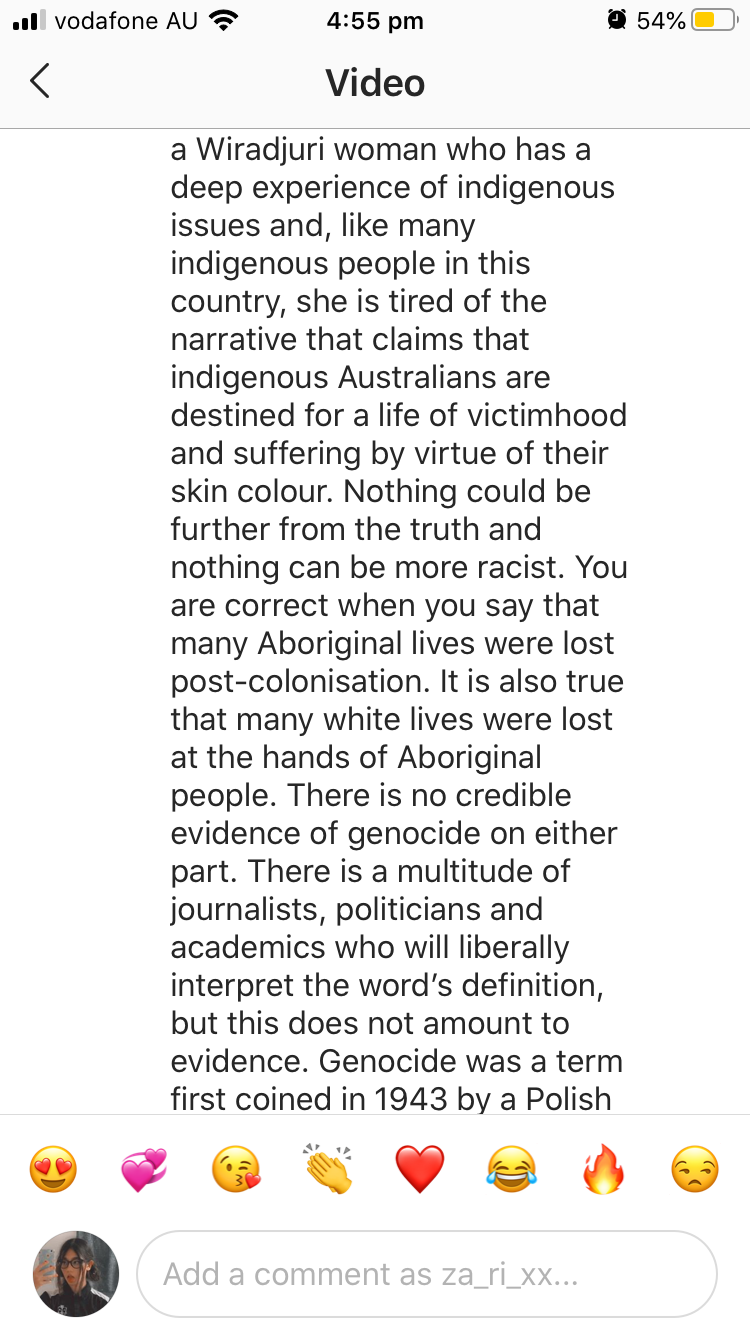 vodafone AU
4:55 pm
54%
Video
a Wiradjuri woman who has a
deep experience of indigenous
issues and, like many
indigenous people in this
country, she is tired of the
narrative that claims that
indigenous Australians are
destined for a life of victimhood
and suffering by virtue of their
skin colour. Nothing could be
further from the truth and
nothing can be more racist. You
are correct when you say that
many Aboriginal lives were lost
post-colonisation. It is also true
that many white lives were lost
at the hands of Aboriginal
people. There is no credible
evidence of genocide on either
part. There is a multitude of
journalists, politicians and
academics who will liberally
interpret the word’s definition,
but this does not amount to
evidence. Genocide was a term
first coined in 1943 by a Polish
Add a comment as za_ri_xx...